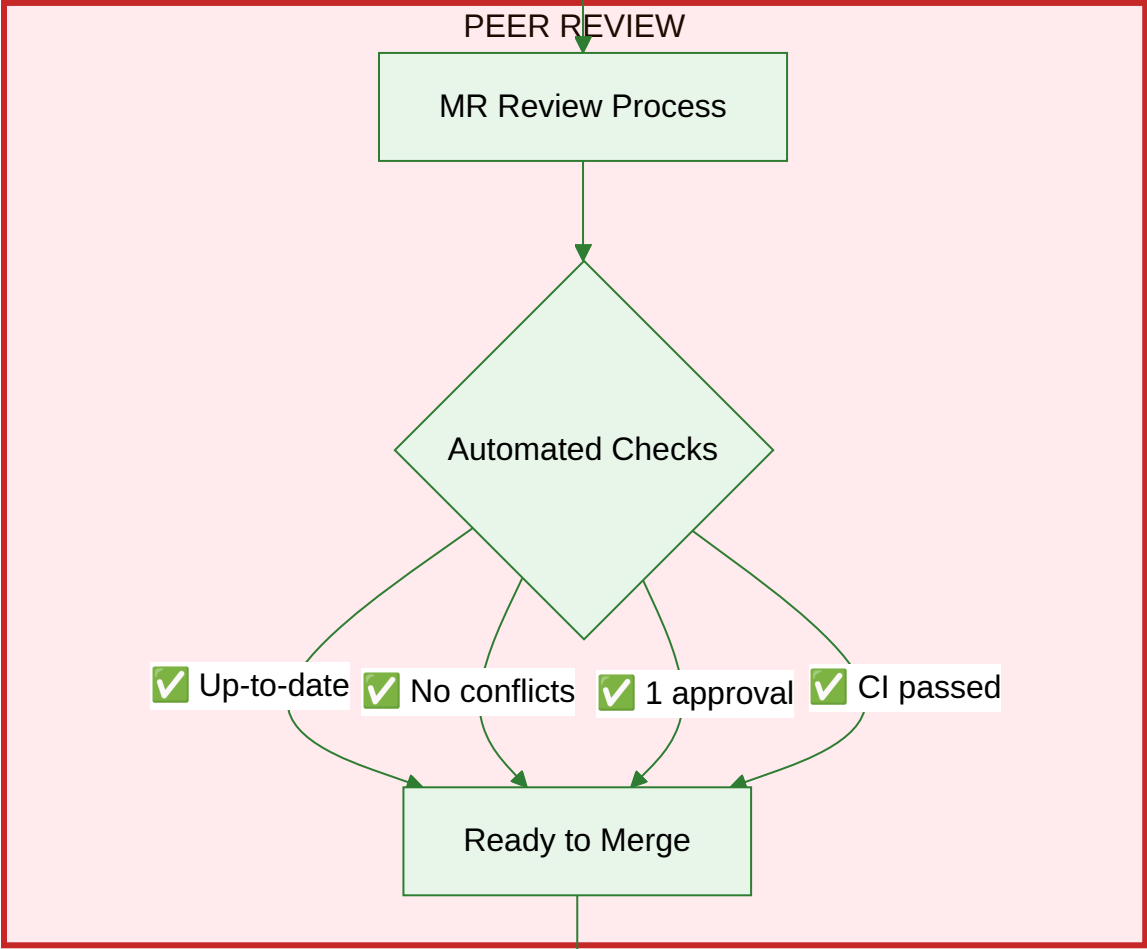 PEER REVIEW
MR Review Process
Automated Checks
✅ Up-to-date
✅ No conflicts
✅ 1 approval
✅ CI passed
Ready to Merge